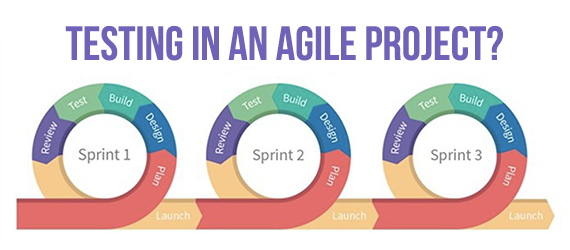 TESTING IN AN AGILE PROJECT?
Review
Test
Build
Design
Plan
Sprint 1
Launch
Review
Test
Build
Design
Plan
Sprint 2
Launch
Review
Test
Build
Design
Plan
Sprint 3
Launch